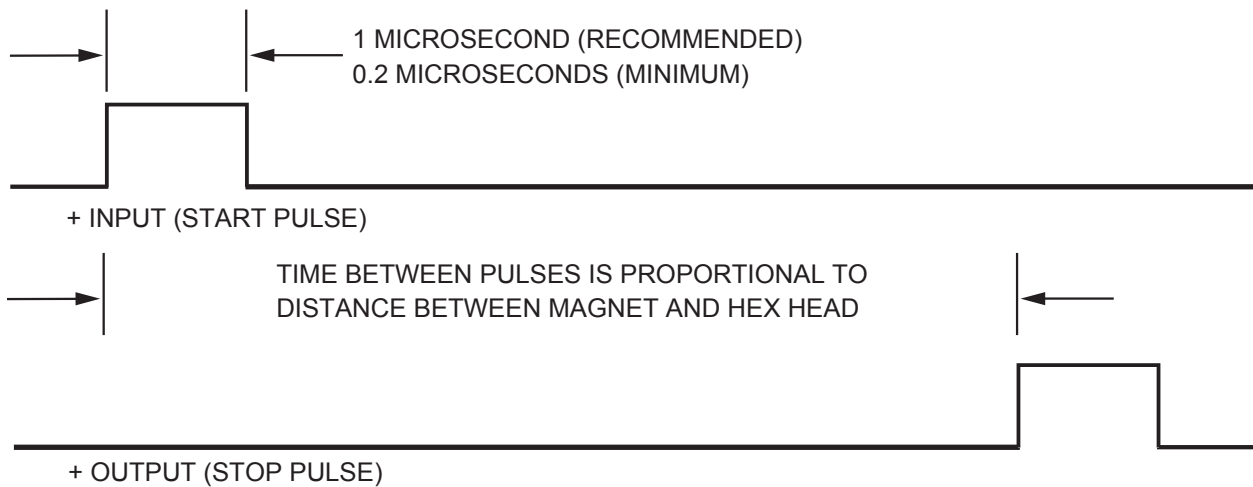 1 MICROSECOND (RECOMMENDED)
0.2 MICROSECONDS (MINIMUM)
+ INPUT (START PULSE)
TIME BETWEEN PULSES IS PROPORTIONAL TO
DISTANCE BETWEEN MAGNET AND HEX HEAD
+ OUTPUT (STOP PULSE)